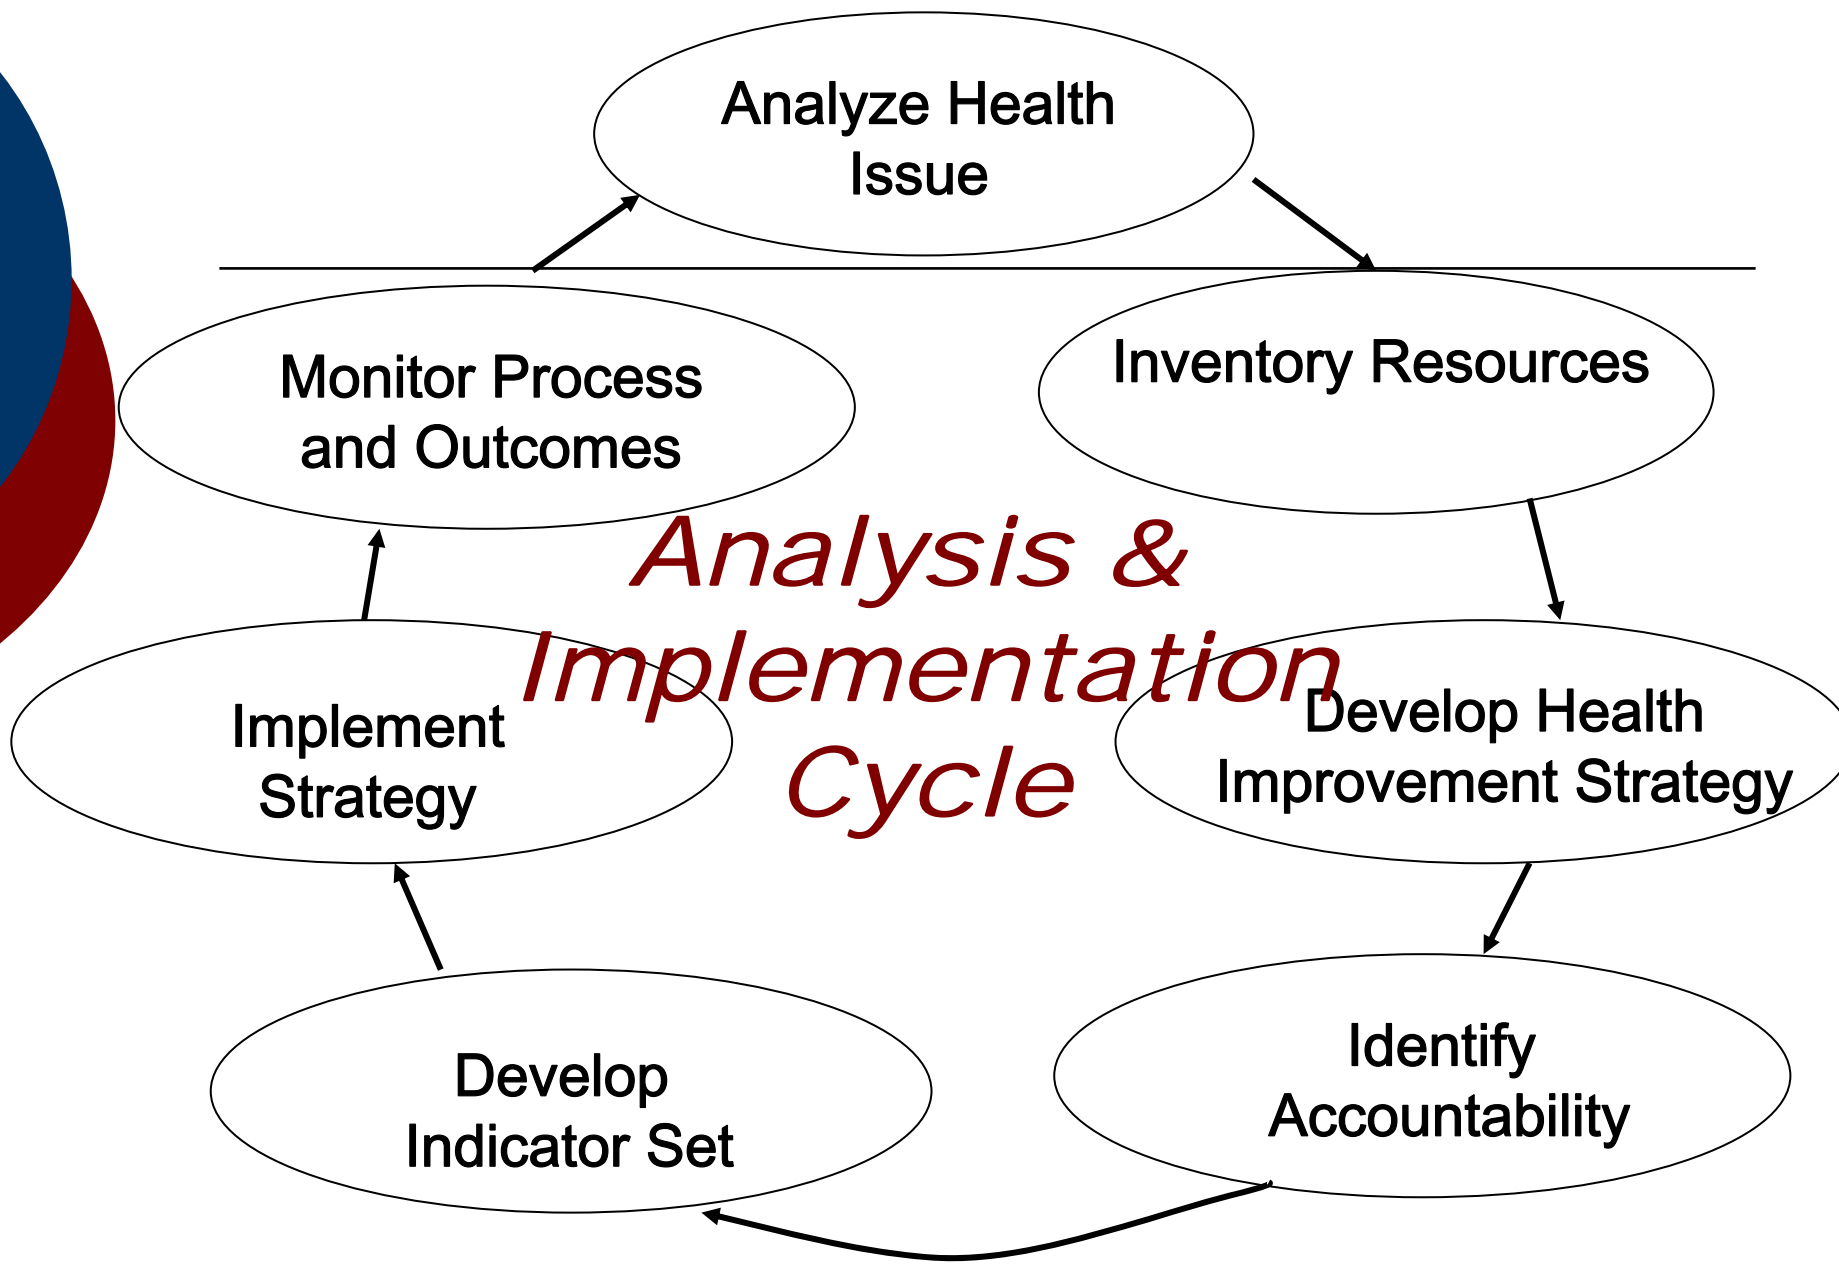 Analyze Health
Issue
Inventory Resources
Monitor Process
and Outcomes
Analysis &
Implementation
Cycle
Develop Health
Improvement Strategy
Implement
Strategy
Identify
Accountability
Develop
Indicator Set